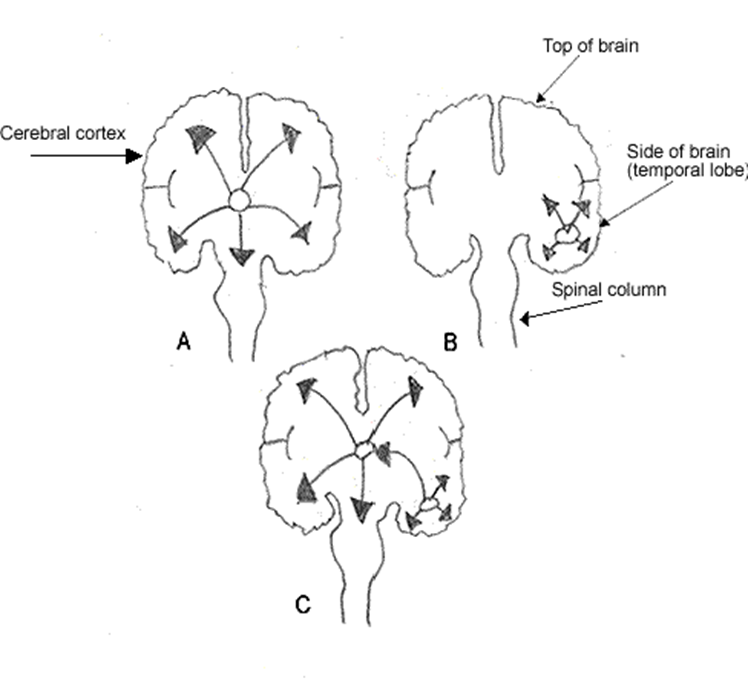 Top of brain
Cerebral cortex
Side of brain
(temporal lobe)
Spinal column
A
B
C